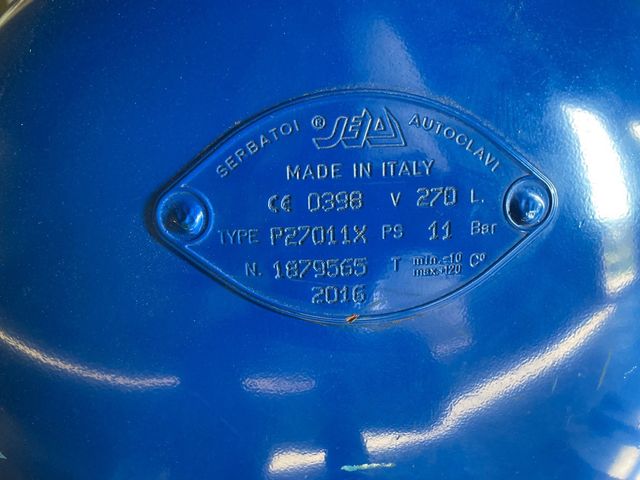 SERBATOI ® SEA AUTOCLAVI
MADE IN ITALY
CE 0398 V 270 L.
TYPE P27011X PS 11 Bar
N. 1879565 T min.-10 max+120 C°
2016